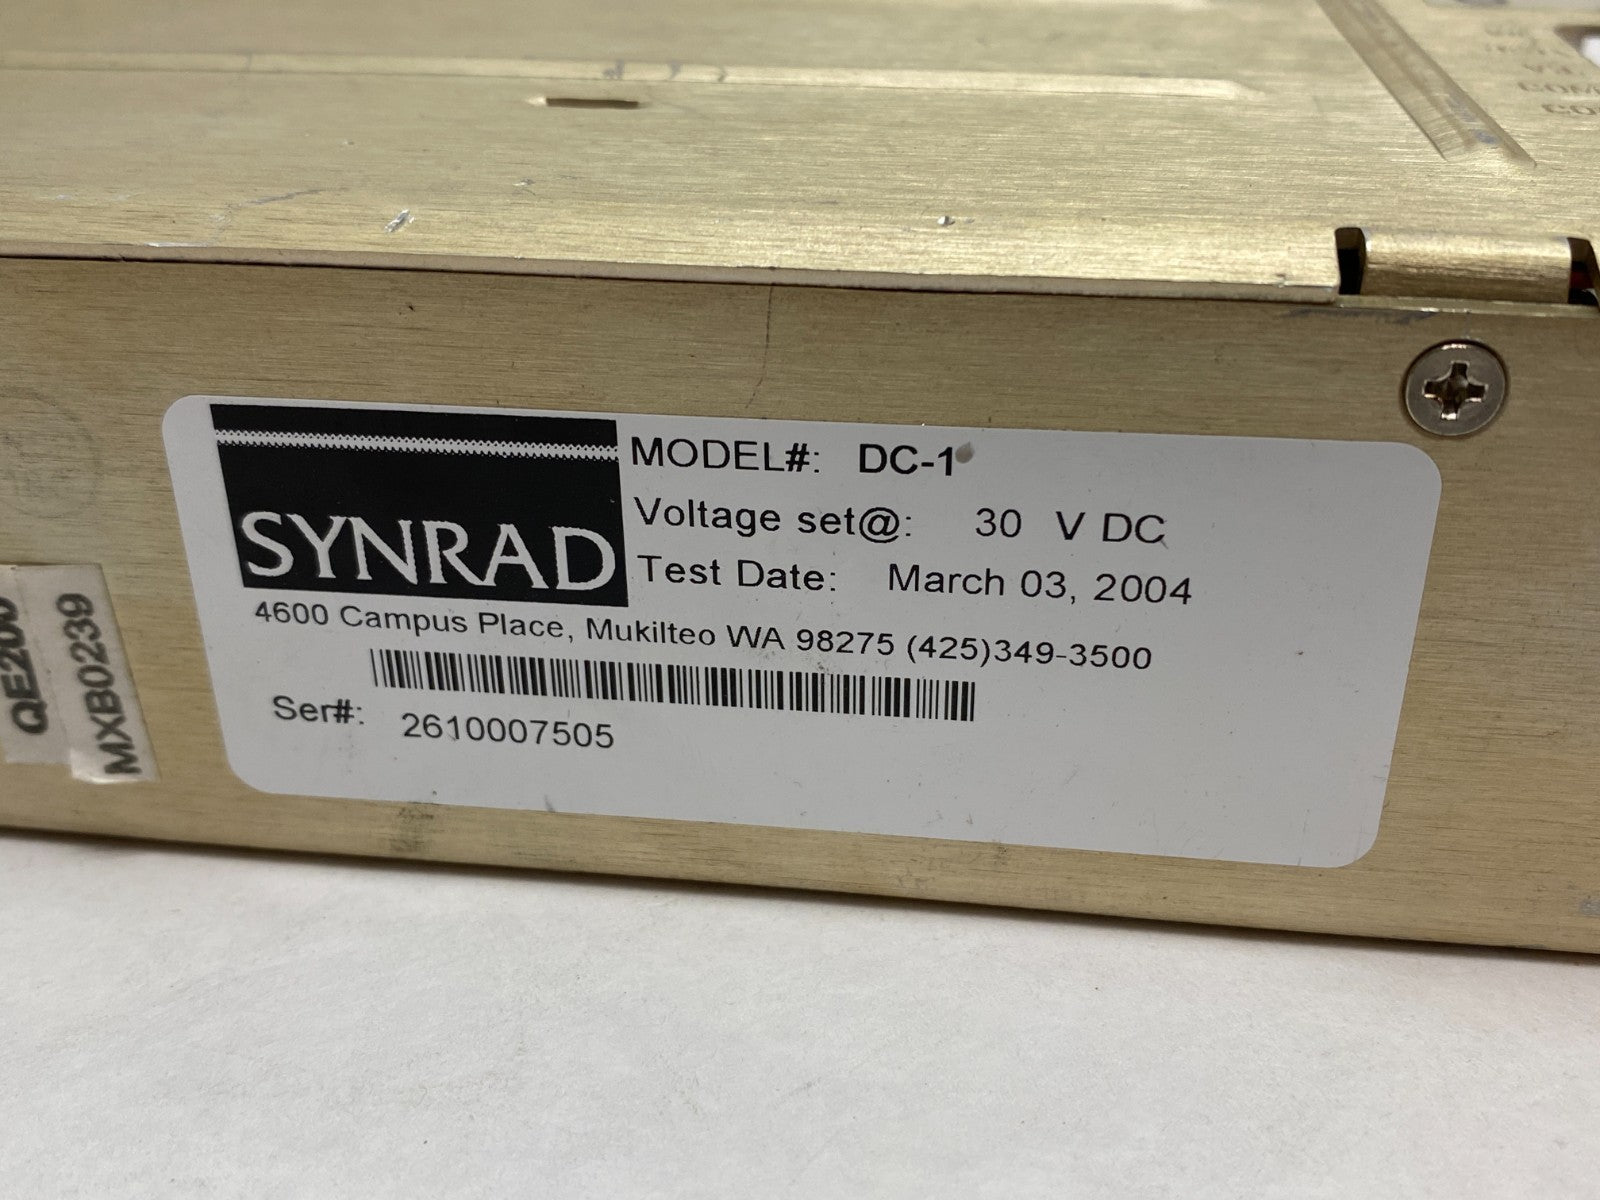 SYNRAD
MODEL#: DC-1
Voltage set@: 30 V DC
Test Date: March 03, 2004
4600 Campus Place, Mukilteo WA 98275 (425)349-3500
Ser#: 2610007505
QE200
MXB0239